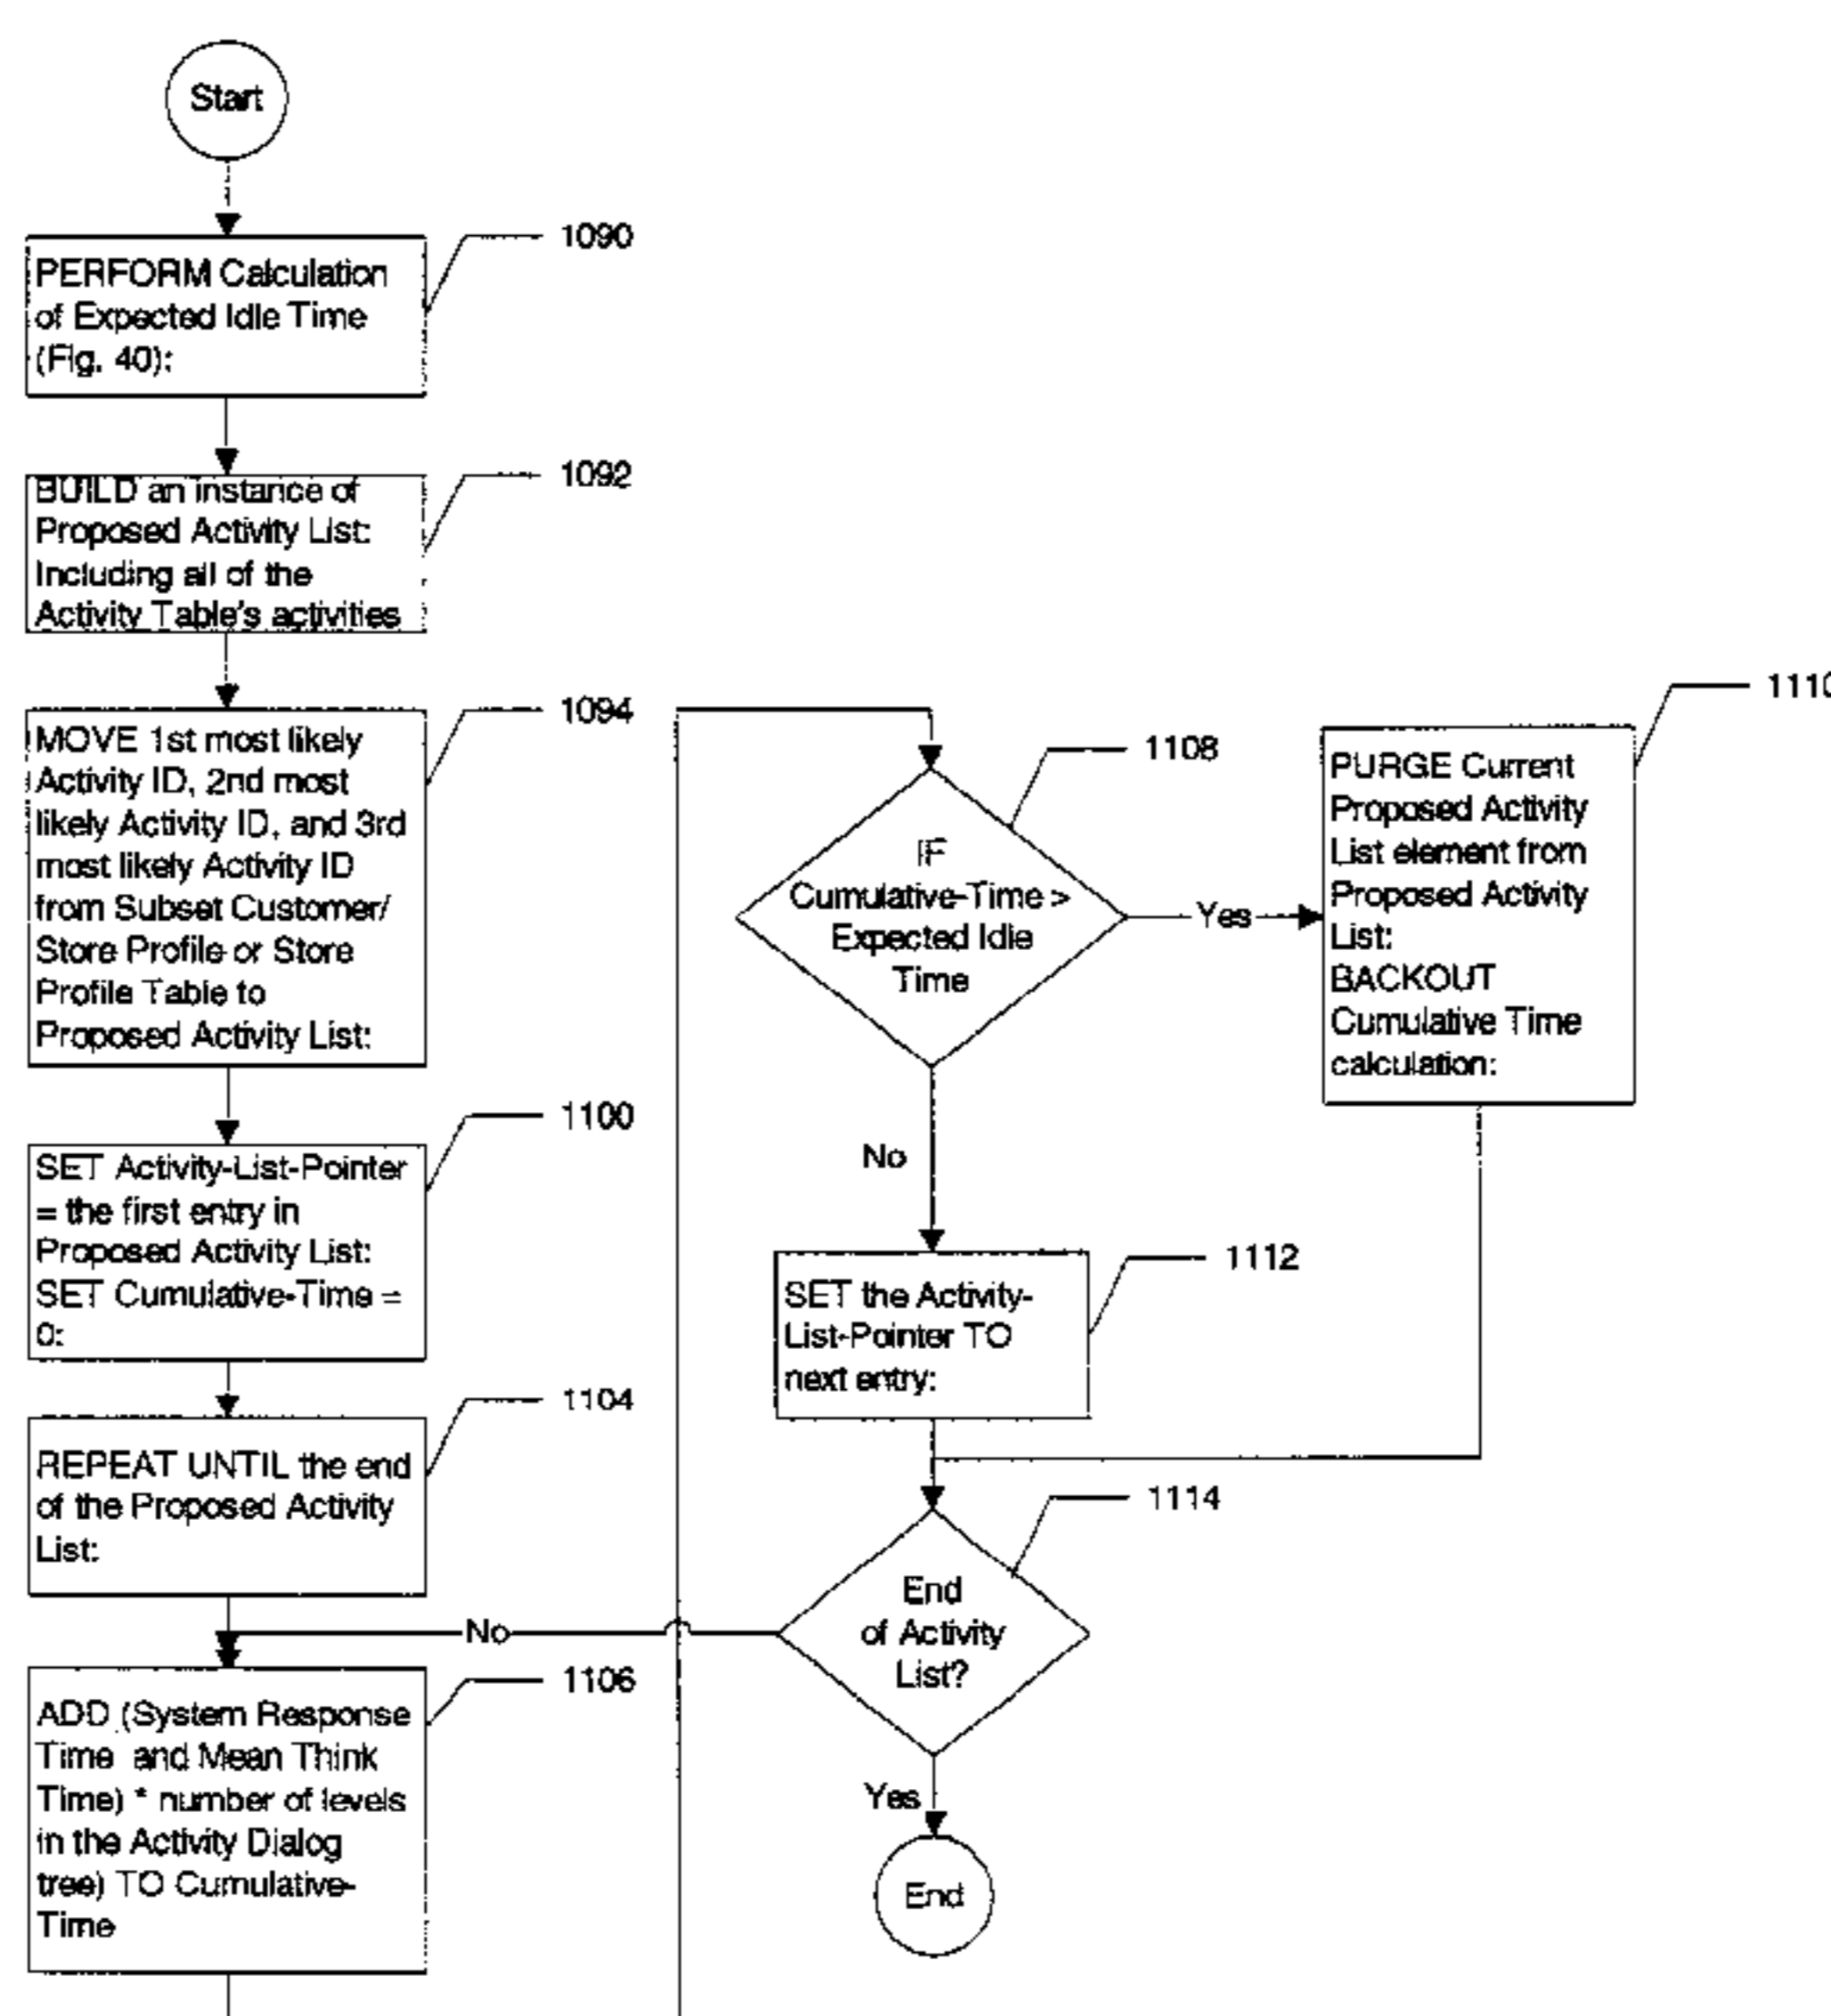 Start
1090
PERFORM Calculation
of Expected Idle Time
(Fig. 40):
1092
BUILD an instance of
Proposed Activity List:
Including all of the
Activity Table's activities
1094
MOVE 1st most likely
Activity ID, 2nd most
likely Activity ID, and 3rd
most likely Activity ID
from Subset Customer/
Store Profile or Store
Profile Table to
Proposed Activity List:
1100
SET Activity-List-Pointer
= the first entry in
Proposed Activity List:
SET Cumulative-Time =
0:
1104
REPEAT UNTIL the end
of the Proposed Activity
List:
No
1106
ADD (System Response
Time and Mean Think
Time) * number of levels
in the Activity Dialog
tree) TO Cumulative-
Time
1108
IF
Cumulative-Time >
Expected Idle
Time
Yes
1110
PURGE Current
Proposed Activity
List element from
Proposed Activity
List:
BACKOUT
Cumulative Time
calculation:
No
1112
SET the Activity-
List-Pointer TO
next entry:
1114
End
of Activity
List?
Yes
End